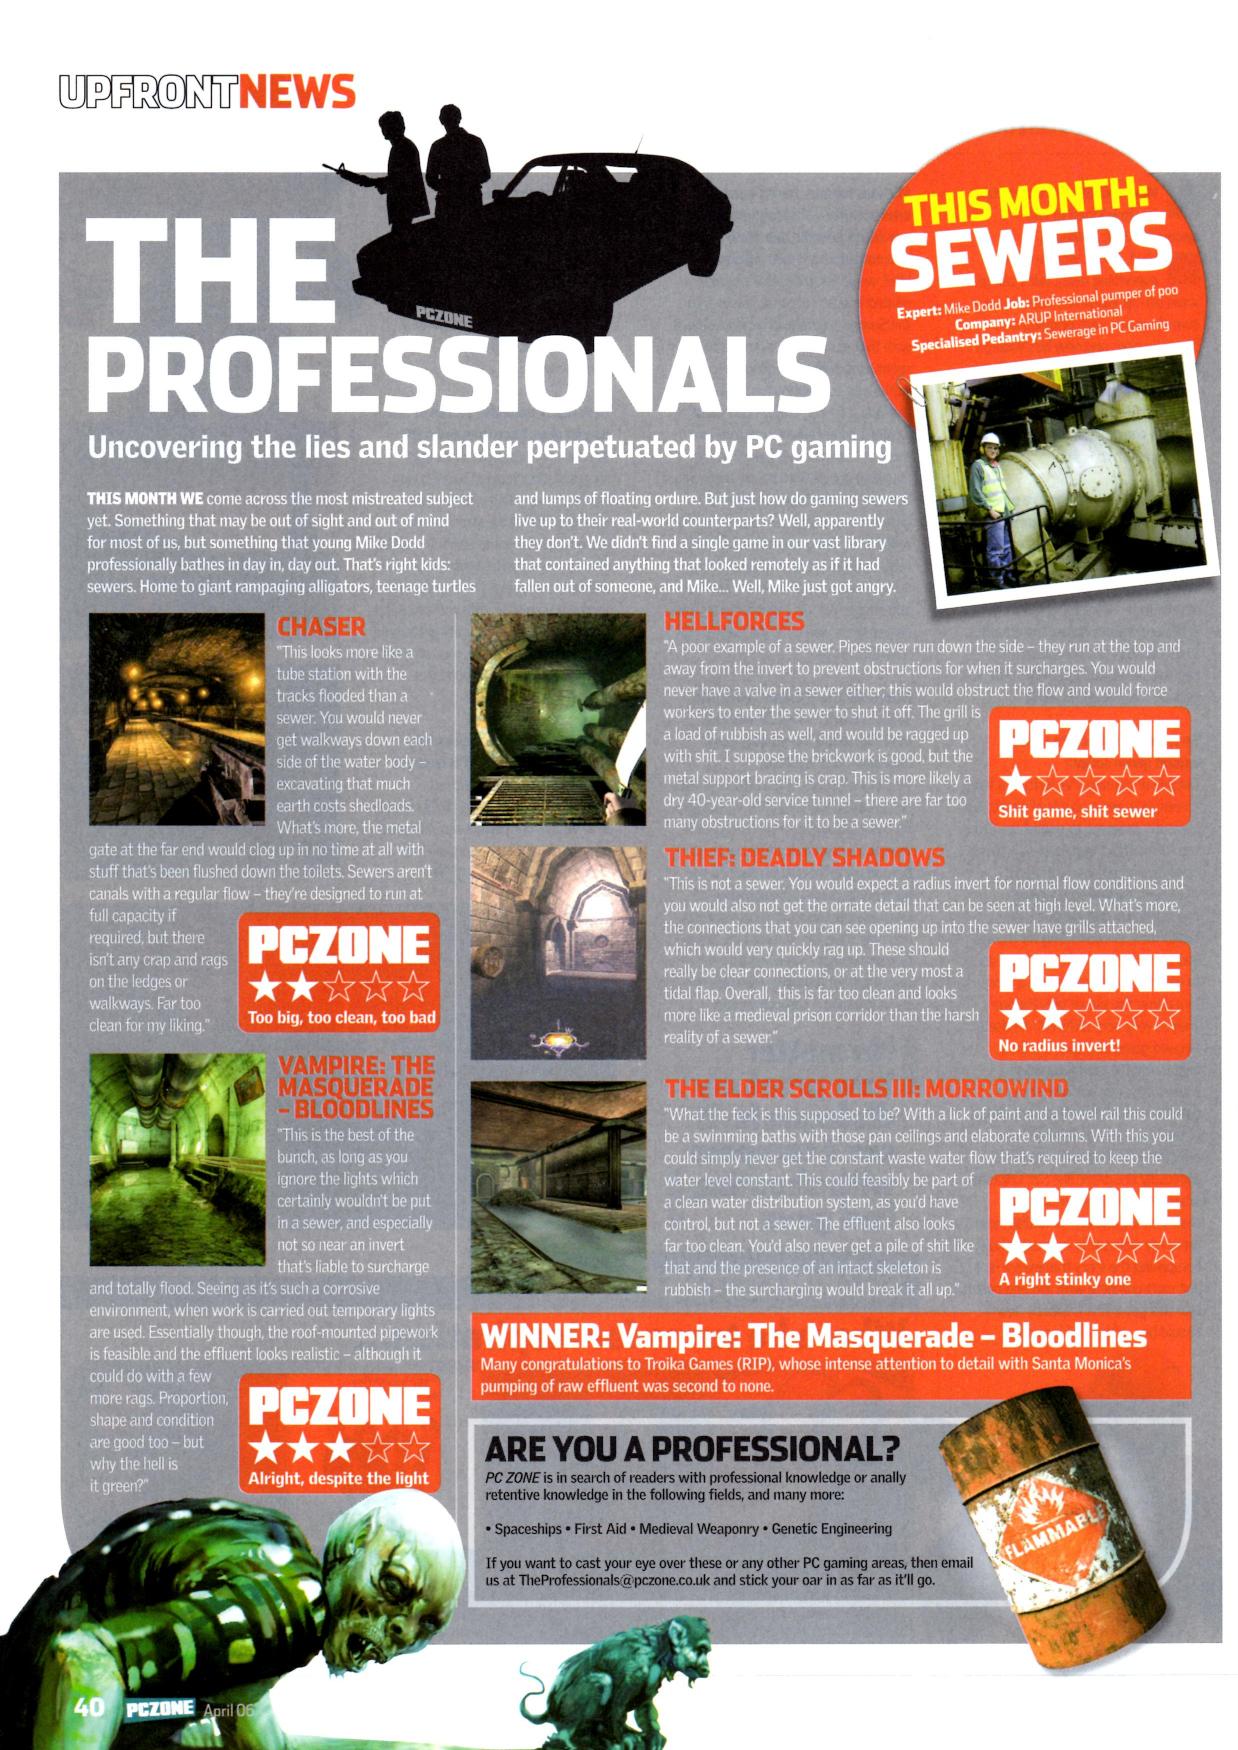 UPFRONTNEWS
THE
PROFESSIONALS
PCZONE
Uncovering the lies and slander perpetuated by PC gaming
THIS MONTH:
SEWERS
Expert: Mike Dodd Job: Professional pumper of poo
Company: ARUP International
Specialised Pedantry: Sewerage in PC Gaming
THIS MONTH WE come across the most mistreated subject
yet. Something that may be out of sight and out of mind
for most of us, but something that young Mike Dodd
professionally bathes in day in, day out. That's right kids:
sewers. Home to giant rampaging alligators, teenage turtles
and lumps of floating ordure. But just how do gaming sewers
live up to their real-world counterparts? Well, apparently
they don't. We didn't find a single game in our vast library
that contained anything that looked remotely as if it had
fallen out of someone, and Mike... Well, Mike just got angry.
CHASER
"This looks more like a
tube station with the
tracks flooded than a
sewer. You would never
get walkways down each
side of the water body –
excavating that much
earth costs shedloads.
What's more, the metal
gate at the far end would clog up in no time at all with
stuff that's been flushed down the toilets. Sewers aren't
canals with a regular flow – they're designed to run at
full capacity if
required, but there
isn't any crap and rags
on the ledges or
walkways. Far too
clean for my liking."
PCZONE
Too big, too clean, too bad
VAMPIRE: THE
MASQUERADE
– BLOODLINES
"This is the best of the
bunch, as long as you
ignore the lights which
certainly wouldn't be put
in a sewer, and especially
not so near an invert
that's liable to surcharge
and totally flood. Seeing as it's such a corrosive
environment, when work is carried out temporary lights
are used. Essentially though, the roof-mounted pipework
is feasible and the effluent looks realistic – although it
could do with a few
more rags. Proportion,
shape and condition
are good too – but
why the hell is
it green?"
PCZONE
Alright, despite the light
HELLFORCES
"A poor example of a sewer. Pipes never run down the side – they run at the top and
away from the invert to prevent obstructions for when it surcharges. You would
never have a valve in a sewer either; this would obstruct the flow and would force
workers to enter the sewer to shut it off. The grill is
a load of rubbish as well, and would be ragged up
with shit. I suppose the brickwork is good, but the
metal support bracing is crap. This is more likely a
dry 40-year-old service tunnel – there are far too
many obstructions for it to be a sewer."
PCZONE
Shit game, shit sewer
THIEF: DEADLY SHADOWS
"This is not a sewer. You would expect a radius invert for normal flow conditions and
you would also not get the ornate detail that can be seen at high level. What's more,
the connections that you can see opening up into the sewer have grills attached,
which would very quickly rag up. These should
really be clear connections, or at the very most a
tidal flap. Overall, this is far too clean and looks
more like a medieval prison corridor than the harsh
reality of a sewer."
PCZONE
No radius invert!
THE ELDER SCROLLS III: MORROWIND
"What the feck is this supposed to be? With a lick of paint and a towel rail this could
be a swimming baths with those pan ceilings and elaborate columns. With this you
could simply never get the constant waste water flow that's required to keep the
water level constant. This could feasibly be part of
a clean water distribution system, as you'd have
control, but not a sewer. The effluent also looks
far too clean. You'd also never get a pile of shit like
that and the presence of an intact skeleton is
rubbish – the surcharging would break it all up."
PCZONE
A right stinky one
WINNER: Vampire: The Masquerade – Bloodlines
Many congratulations to Troika Games (RIP), whose intense attention to detail with Santa Monica's
pumping of raw effluent was second to none.
ARE YOU A PROFESSIONAL?
PC ZONE is in search of readers with professional knowledge or anally
retentive knowledge in the following fields, and many more:
• Spaceships • First Aid • Medieval Weaponry • Genetic Engineering
If you want to cast your eye over these or any other PC gaming areas, then email
us at TheProfessionals@pczone.co.uk and stick your oar in as far as it'll go.
FLAMMABLE
40 PCZONE April 06